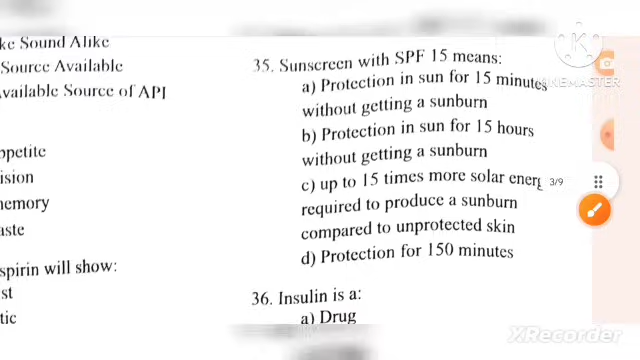 ke Sound Alike
Source Available
vailable Source of API
ppetite
ision
nemory
aste
spirin will show:
st
tic
35. Sunscreen with SPF 15 means:
a) Protection in sun for 15 minutes
without getting a sunburn
b) Protection in sun for 15 hours
without getting a sunburn
c) up to 15 times more solar energ
required to produce a sunburn
compared to unprotected skin
d) Protection for 150 minutes
36. Insulin is a:
a) Drug
KINEMASTER
3/9
XRecorder